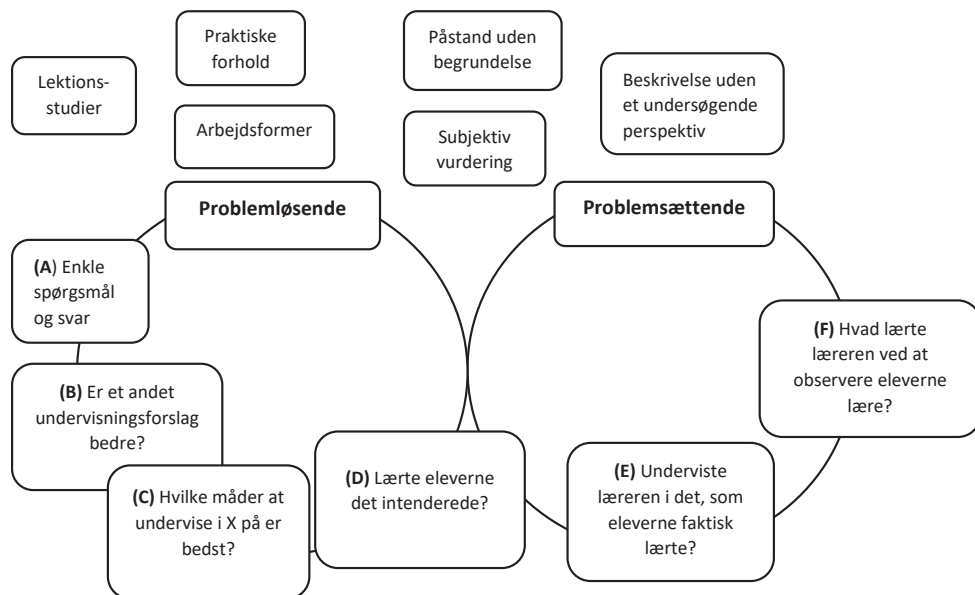 Lektions-
studier
Praktiske
forhold
Arbejdsformer
Påstand uden
begrundelse
Subjektiv
vurdering
Beskrivelse uden
et undersøgende
perspektiv
Problemløsende
Problemsættende
(A) Enkle
spørgsmål
og svar
(B) Er et andet
undervisningsforslag
bedre?
(C) Hvilke måder at
undervise i X på er
bedst?
(D) Lærte eleverne
det intenderede?
(E) Underviste
læreren i det, som
eleverne faktisk
lærte?
(F) Hvad lærte
læreren ved at
observere eleverne
lære?